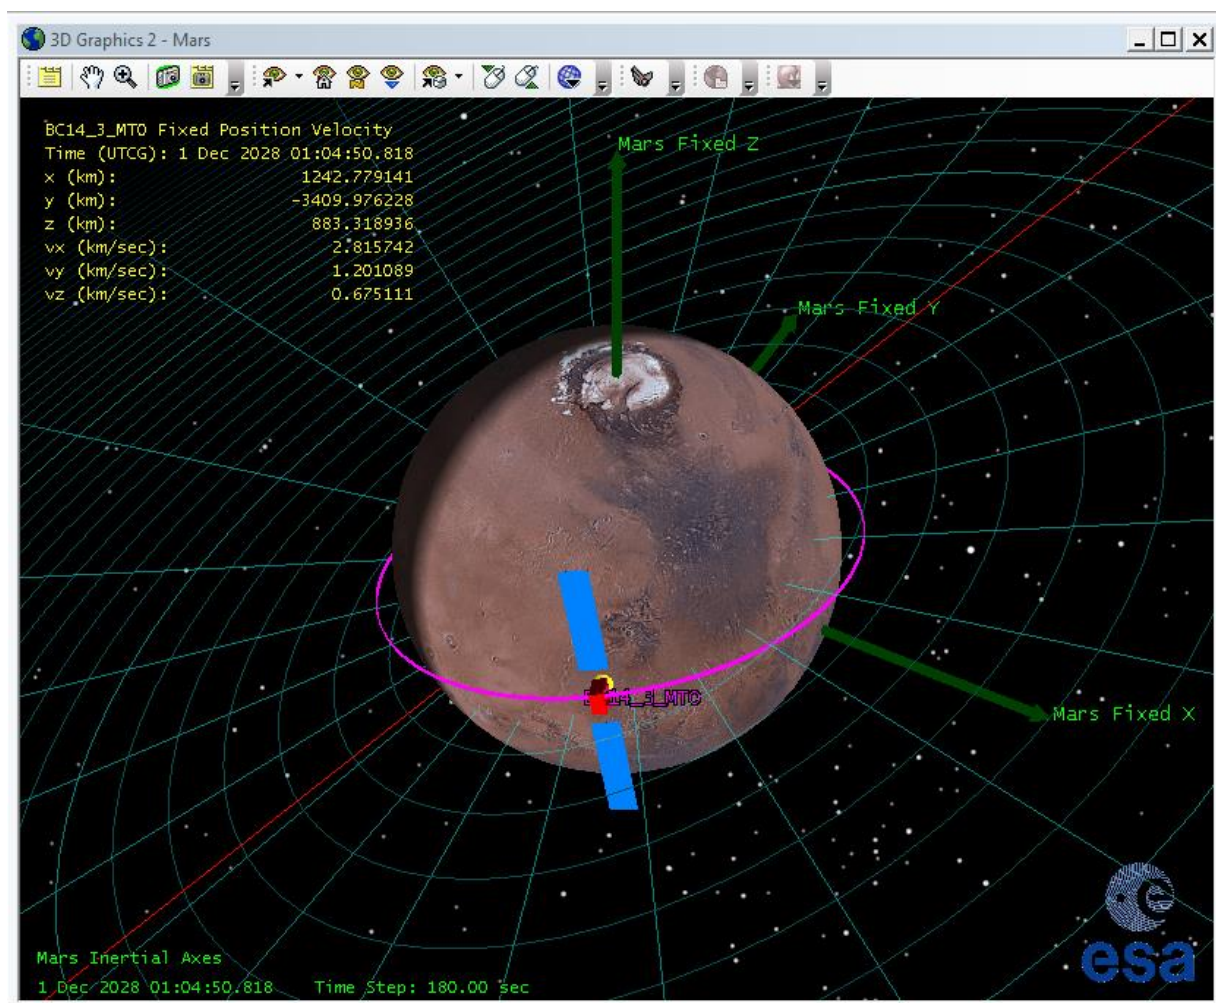 3D Graphics 2 - Mars
BC14_3_MTO Fixed Position Velocity
Time (UTCG): 1 Dec 2028 01:04:50.818
x (km): 1242.779141
y (km): -3409.976228
z (km): 883.318936
vx (km/sec): 2.815742
vy (km/sec): 1.201089
vz (km/sec): 0.675111
Mars Fixed Z
Mars Fixed Y
BC14_3_MTO
Mars Fixed X
esa
Mars Inertial Axes
1 Dec 2028 01:04:50.818 Time Step: 180.00 sec